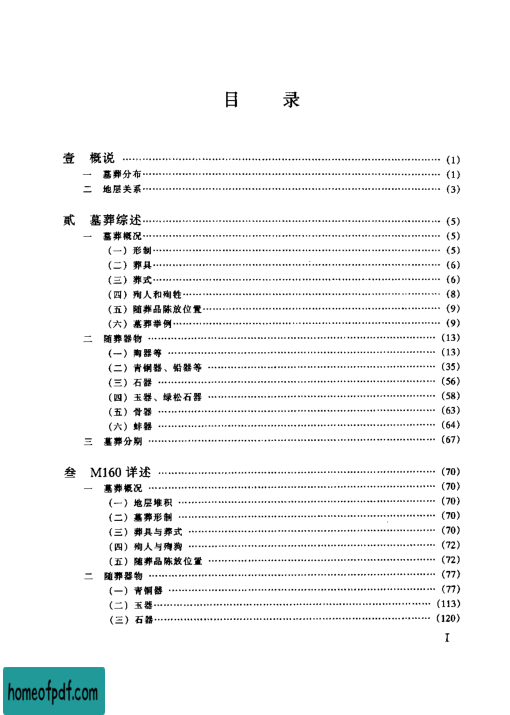 目 录
壹 概说 (1)
一 墓葬分布 (1)
二 地层关系 (3)
贰 墓葬综述 (5)
一 墓葬概况 (5)
(一) 形制 (5)
(二) 葬具 (6)
(三) 葬式 (6)
(四) 殉人和殉牲 (8)
(五) 随葬品陈放位置 (9)
(六) 墓葬举例 (9)
二 随葬器物 (13)
(一) 陶器等 (13)
(二) 青铜器、铅器等 (35)
(三) 石器 (56)
(四) 玉器、绿松石器 (58)
(五) 骨器 (63)
(六) 蚌器 (64)
三 墓葬分期 (67)
叁 M160详述 (70)
一 墓葬概况 (70)
(一) 地层堆积 (70)
(二) 墓葬形制 (70)
(三) 葬具与葬式 (70)
(四) 殉人与殉狗 (72)
(五) 随葬品陈放位置 (72)
二 随葬器物 (77)
(一) 青铜器 (77)
(二) 玉器 (113)
(三) 石器 (120)
I
homeofpdf.com